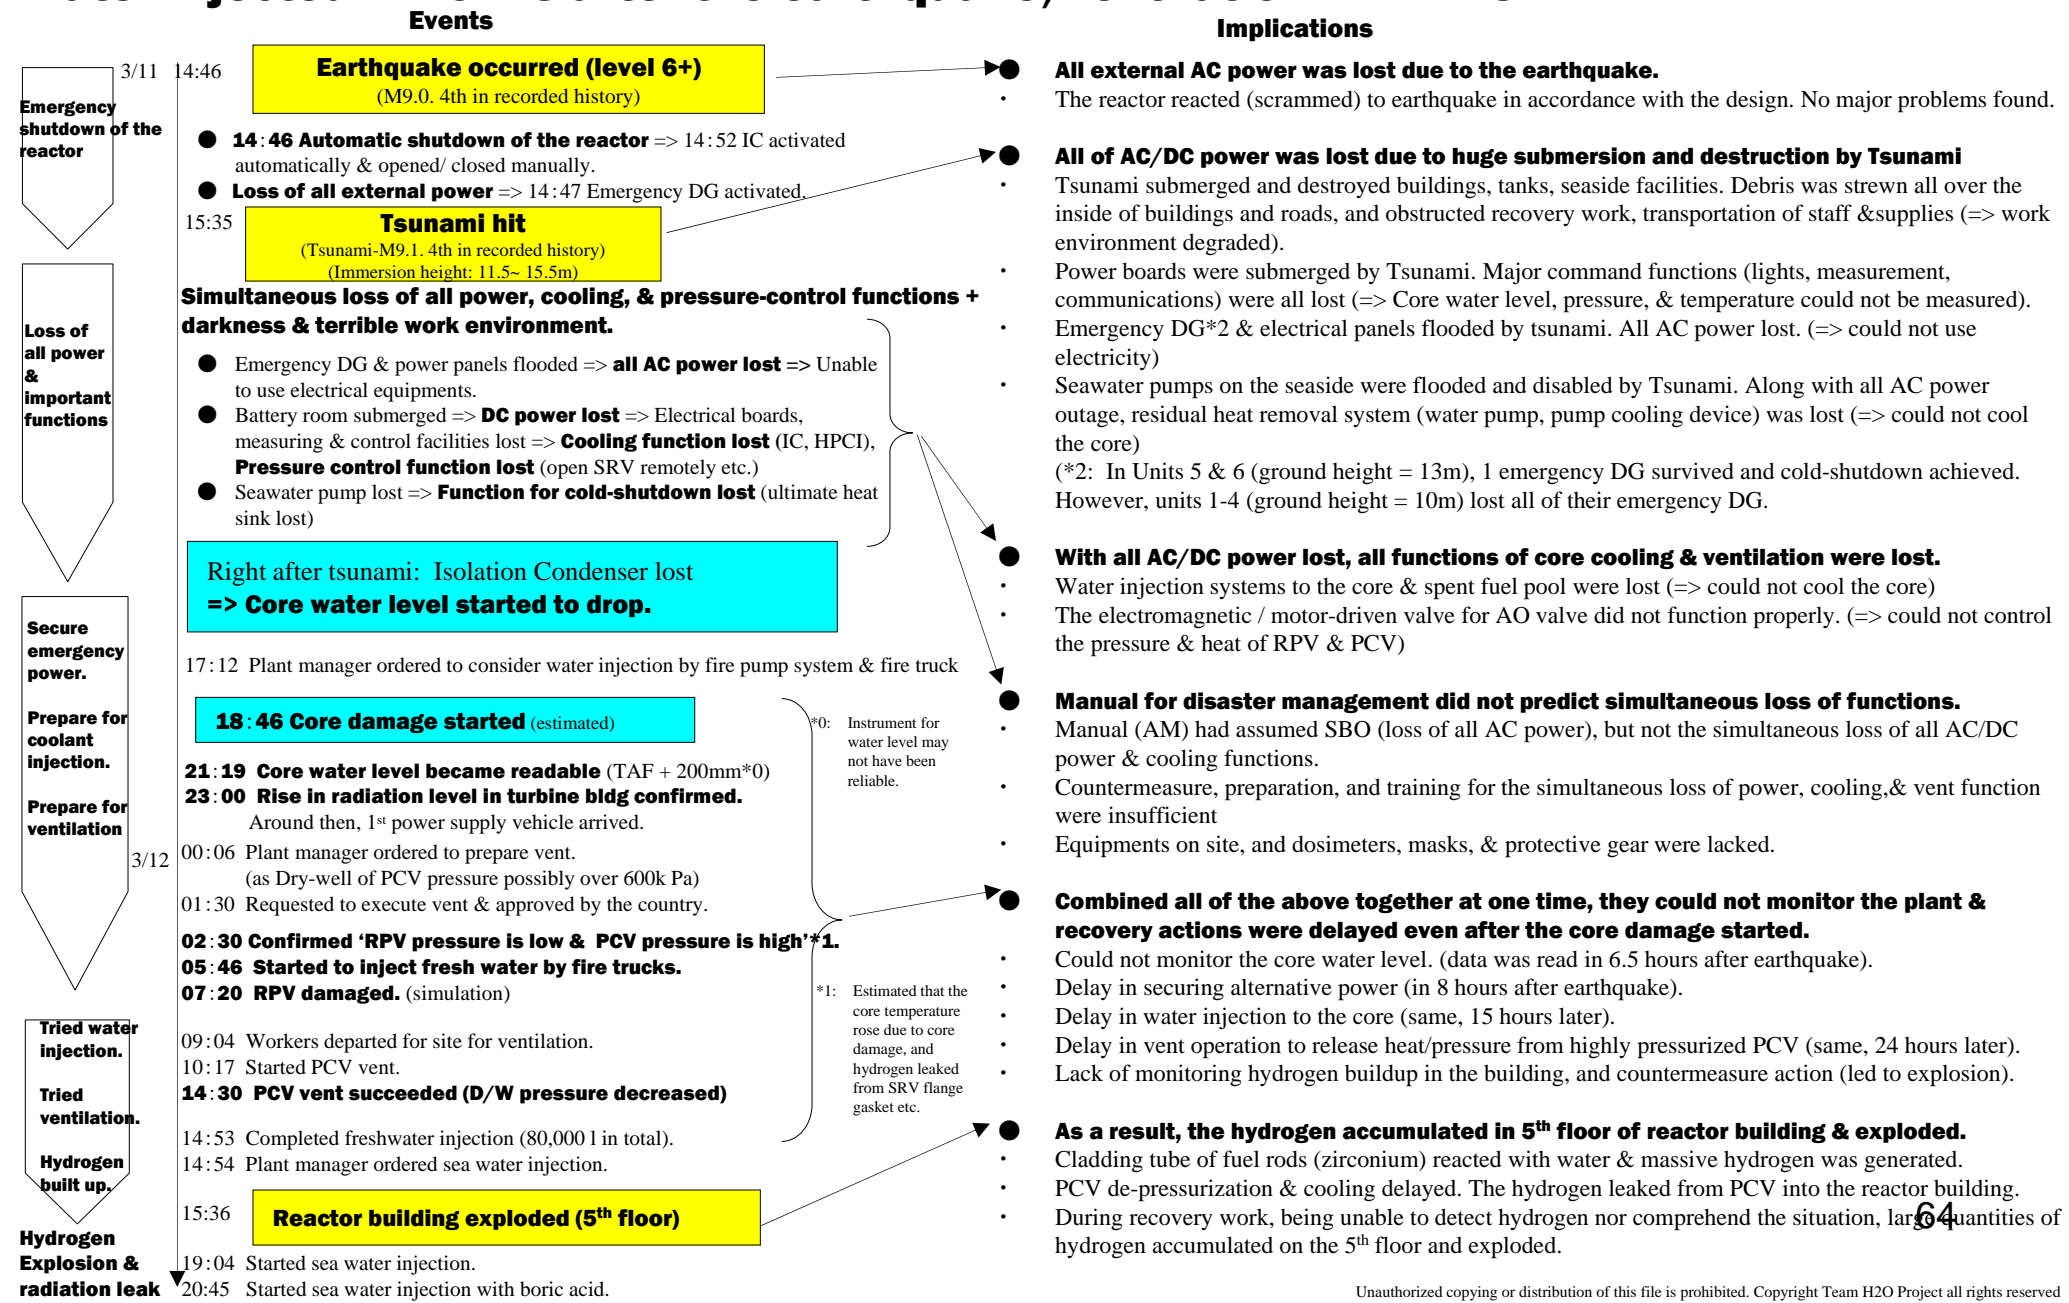 Events
Implications
3/11 14:46
Emergency
shutdown of the
reactor
Earthquake occurred (level 6+)
(M9.0. 4th in recorded history)
● 14:46 Automatic shutdown of the reactor => 14:52 IC activated
automatically & opened/ closed manually.
● Loss of all external power => 14:47 Emergency DG activated.
15:35
Tsunami hit
(Tsunami-M9.1. 4th in recorded history)
(Immersion height: 11.5~ 15.5m)
Simultaneous loss of all power, cooling, & pressure-control functions +
darkness & terrible work environment.
Loss of
all power
&
important
functions
● Emergency DG & power panels flooded => all AC power lost => Unable
to use electrical equipments.
● Battery room submerged => DC power lost => Electrical boards,
measuring & control facilities lost => Cooling function lost (IC, HPCI),
Pressure control function lost (open SRV remotely etc.)
● Seawater pump lost => Function for cold-shutdown lost (ultimate heat
sink lost)
Right after tsunami: Isolation Condenser lost
=> Core water level started to drop.
Secure
emergency
power.
Prepare for
coolant
injection.
Prepare for
ventilation
17:12 Plant manager ordered to consider water injection by fire pump system & fire truck
18:46 Core damage started (estimated)
*0: Instrument for
water level may
not have been
reliable.
21:19 Core water level became readable (TAF + 200mm*0)
23:00 Rise in radiation level in turbine bldg confirmed.
Around then, 1st power supply vehicle arrived.
3/12
00:06 Plant manager ordered to prepare vent.
(as Dry-well of PCV pressure possibly over 600k Pa)
01:30 Requested to execute vent & approved by the country.
02:30 Confirmed ‘RPV pressure is low & PCV pressure is high’*1.
05:46 Started to inject fresh water by fire trucks.
07:20 RPV damaged. (simulation)
*1: Estimated that the
core temperature
rose due to core
damage, and
hydrogen leaked
from SRV flange
gasket etc.
Tried water
injection.
Tried
ventilation.
Hydrogen
built up.
09:04 Workers departed for site for ventilation.
10:17 Started PCV vent.
14:30 PCV vent succeeded (D/W pressure decreased)
14:53 Completed freshwater injection (80,000 l in total).
14:54 Plant manager ordered sea water injection.
15:36
Reactor building exploded (5th floor)
Hydrogen
Explosion &
radiation leak
19:04 Started sea water injection.
20:45 Started sea water injection with boric acid.
● All external AC power was lost due to the earthquake.
・ The reactor reacted (scrammed) to earthquake in accordance with the design. No major problems found.
● All of AC/DC power was lost due to huge submersion and destruction by Tsunami
・ Tsunami submerged and destroyed buildings, tanks, seaside facilities. Debris was strewn all over the
inside of buildings and roads, and obstructed recovery work, transportation of staff &supplies (=> work
environment degraded).
・ Power boards were submerged by Tsunami. Major command functions (lights, measurement,
communications) were all lost (=> Core water level, pressure, & temperature could not be measured).
・ Emergency DG*2 & electrical panels flooded by tsunami. All AC power lost. (=> could not use
electricity)
・ Seawater pumps on the seaside were flooded and disabled by Tsunami. Along with all AC power
outage, residual heat removal system (water pump, pump cooling device) was lost (=> could not cool
the core)
(*2: In Units 5 & 6 (ground height = 13m), 1 emergency DG survived and cold-shutdown achieved.
However, units 1-4 (ground height = 10m) lost all of their emergency DG.
● With all AC/DC power lost, all functions of core cooling & ventilation were lost.
・ Water injection systems to the core & spent fuel pool were lost (=> could not cool the core)
・ The electromagnetic / motor-driven valve for AO valve did not function properly. (=> could not control
the pressure & heat of RPV & PCV)
● Manual for disaster management did not predict simultaneous loss of functions.
・ Manual (AM) had assumed SBO (loss of all AC power), but not the simultaneous loss of all AC/DC
power & cooling functions.
・ Countermeasure, preparation, and training for the simultaneous loss of power, cooling,& vent function
were insufficient
・ Equipments on site, and dosimeters, masks, & protective gear were lacked.
● Combined all of the above together at one time, they could not monitor the plant &
recovery actions were delayed even after the core damage started.
・ Could not monitor the core water level. (data was read in 6.5 hours after earthquake).
・ Delay in securing alternative power (in 8 hours after earthquake).
・ Delay in water injection to the core (same, 15 hours later).
・ Delay in vent operation to release heat/pressure from highly pressurized PCV (same, 24 hours later).
・ Lack of monitoring hydrogen buildup in the building, and countermeasure action (led to explosion).
● As a result, the hydrogen accumulated in 5th floor of reactor building & exploded.
・ Cladding tube of fuel rods (zirconium) reacted with water & massive hydrogen was generated.
・ PCV de-pressurization & cooling delayed. The hydrogen leaked from PCV into the reactor building.
・ During recovery work, being unable to detect hydrogen nor comprehend the situation, large quantities of
hydrogen accumulated on the 5th floor and exploded.
64
Unauthorized copying or distribution of this file is prohibited. Copyright Team H2O Project all rights reserved